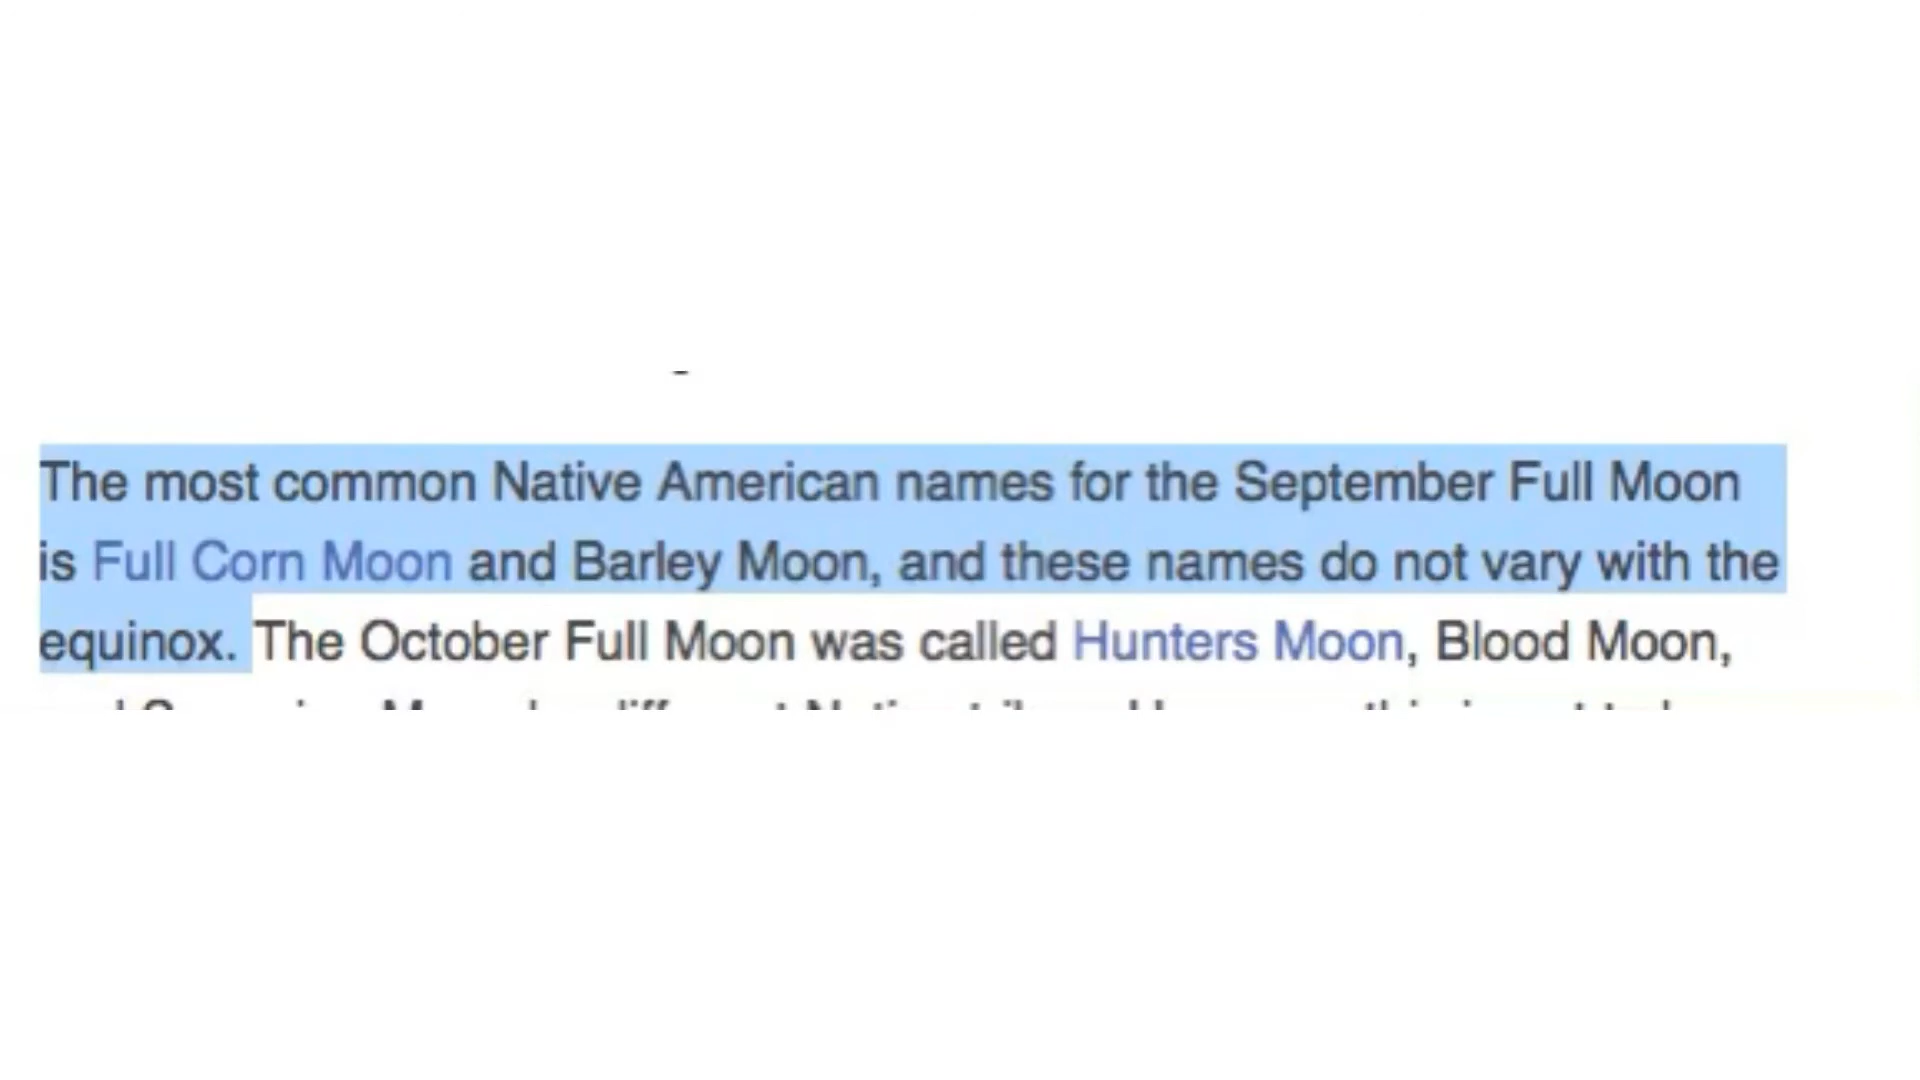 The most common Native American names for the September Full Moon
is Full Corn Moon and Barley Moon, and these names do not vary with the
equinox. The October Full Moon was called Hunters Moon, Blood Moon,